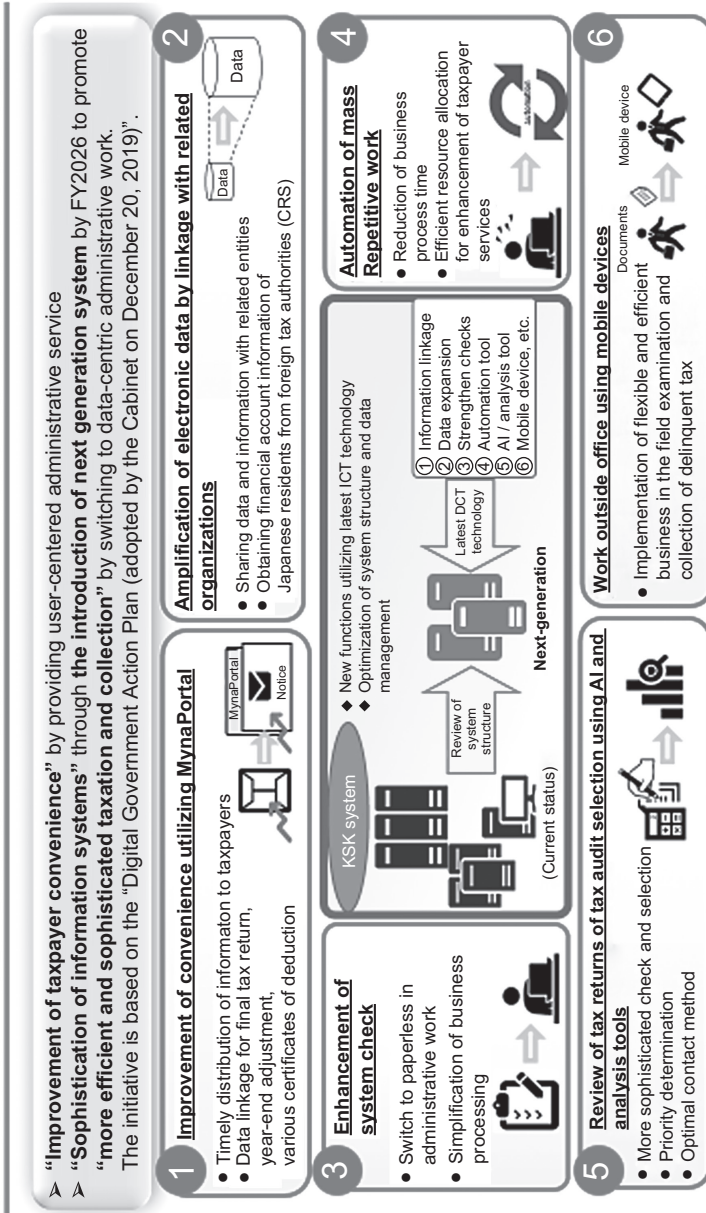 ➢ “Improvement of taxpayer convenience” by providing user-centered administrative service
➢ “Sophistication of information systems” through the introduction of next generation system by FY2026 to promote
“more efficient and sophisticated taxation and collection” by switching to data-centric administrative work.
The initiative is based on the “Digital Government Action Plan (adopted by the Cabinet on December 20, 2019)”.
1
Improvement of convenience utilizing MynaPortal
• Timely distribution of informaton to taxpayers
• Data linkage for final tax return,
year-end adjustment,
various certificates of deduction
MynaPortal
Notice
2
Amplification of electronic data by linkage with related
organizations
• Sharing data and information with related entities
• Obtaining financial account information of
Japanese residents from foreign tax authorities (CRS)
Data
Data
3
Enhancement of
system check
• Switch to paperless in
administrative work
• Simplification of business
processing
KSK system
◆ New functions utilizing latest ICT technology
◆ Optimization of system structure and data
management
(Current status)
Review of
system
structure
Next-generation
Latest DCT
technology
① Information linkage
② Data expansion
③ Strengthen checks
④ Automation tool
⑤ AI / analysis tool
⑥ Mobile device, etc.
4
Automation of mass
Repetitive work
• Reduction of business
process time
• Efficient resource allocation
for enhancement of taxpayer
services
automation
5
Review of tax returns of tax audit selection using AI and
analysis tools
• More sophisticated check and selection
• Priority determination
• Optimal contact method
6
Work outside office using mobile devices
• Implementation of flexible and efficient
business in the field examination and
collection of delinquent tax
Documents
Mobile device